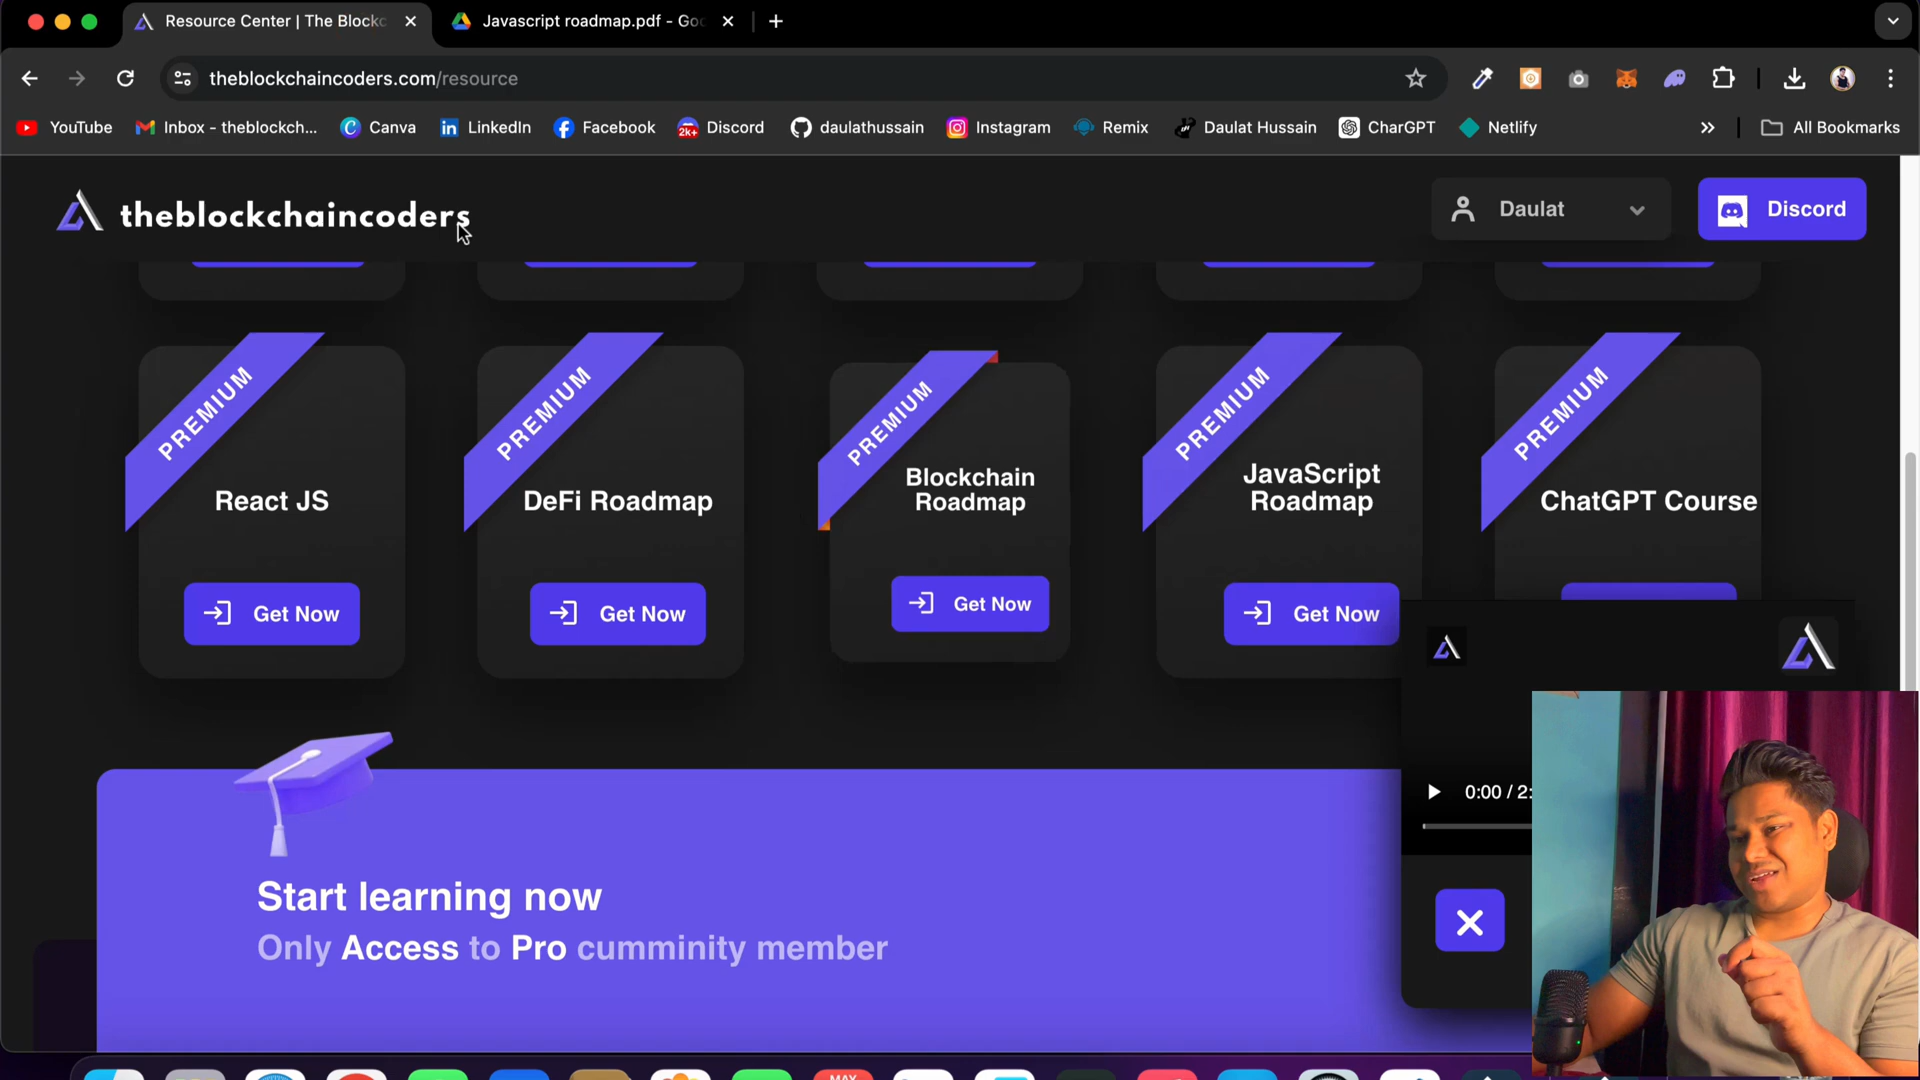 Resource Center | The Blockc
Javascript roadmap.pdf - Goo
theblockchaincoders.com/resource
YouTube
Inbox - theblockch...
Canva
LinkedIn
Facebook
2k+
Discord
daulathussain
Instagram
Remix
Daulat Hussain
CharGPT
Netlify
All Bookmarks
theblockchaincoders
Daulat
Discord
PREMIUM
PREMIUM
PREMIUM
PREMIUM
PREMIUM
React JS
DeFi Roadmap
Blockchain
Roadmap
JavaScript
Roadmap
ChatGPT Course
Get Now
Get Now
Get Now
Get Now
0:00 / 2:
Start learning now
Only Access to Pro cumminity member
MAY